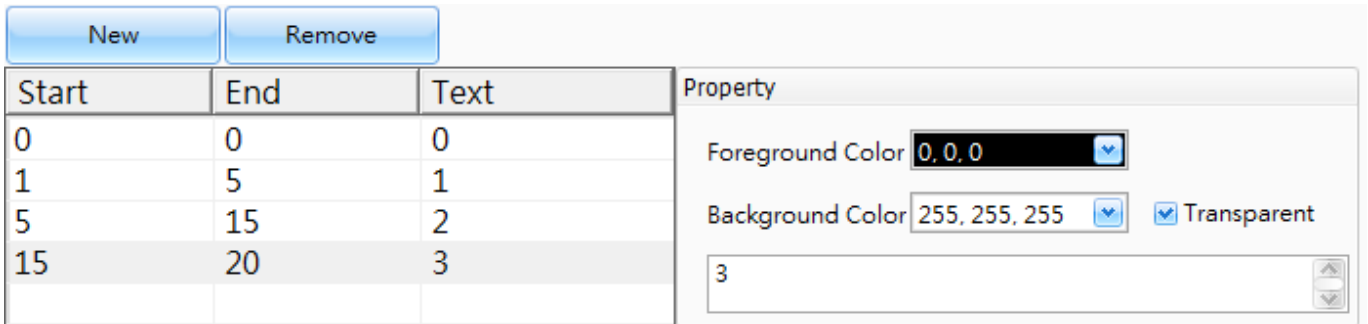 New Remove
Start End Text
0 0 0
1 5 1
5 15 2
15 20 3
Property
Foreground Color 0, 0, 0
Background Color 255, 255, 255 Transparent
3